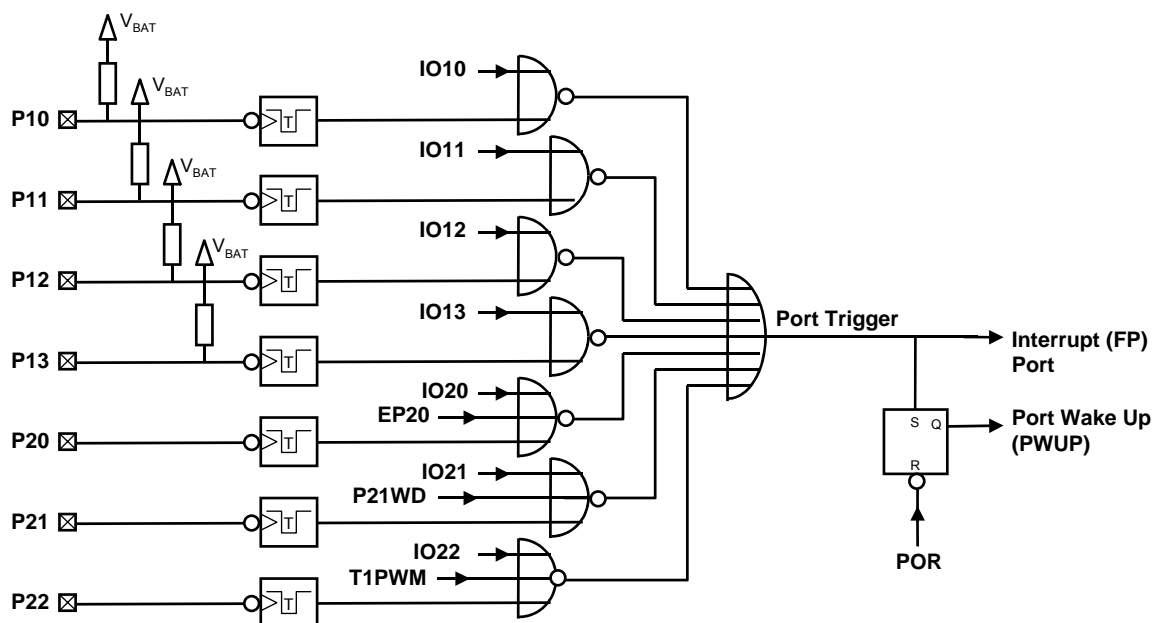 VBAT
VBAT
IO10
P10
T
IO11
VBAT
P11
T
IO12
VBAT
P12
T
IO13
Port Trigger
Interrupt (FP)
Port
P13
T
IO20
EP20
S Q
Port Wake Up
(PWUP)
P20
T
R
IO21
P21WD
P21
T
IO22
POR
T1PWM
P22
T